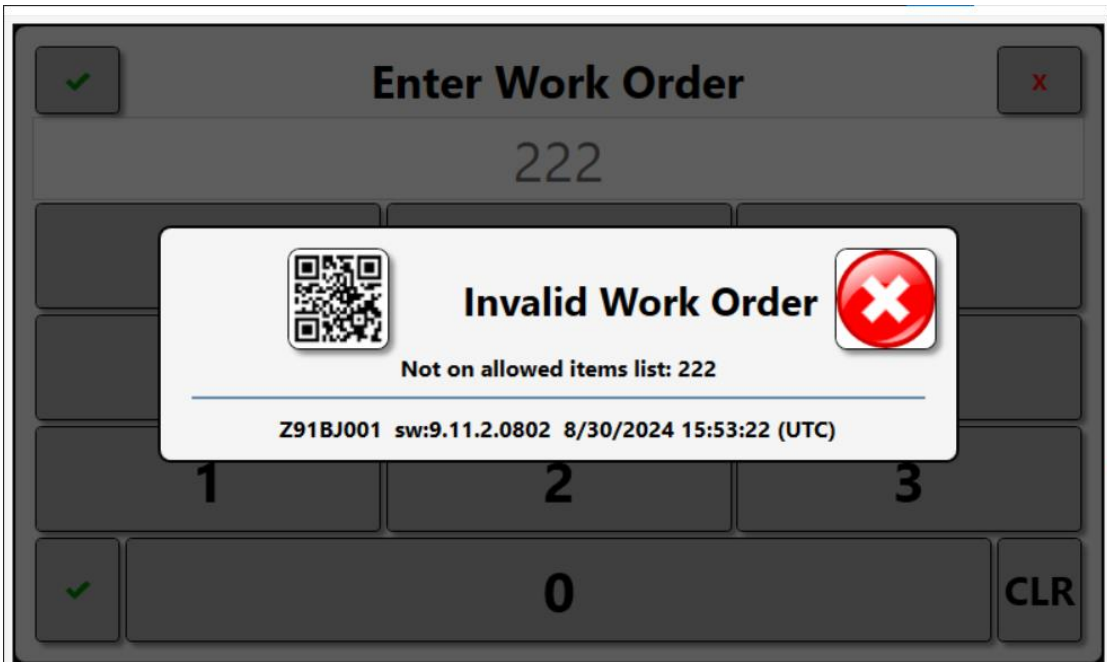 Enter Work Order
X
222
Invalid Work Order
Not on allowed items list: 222
Z91BJ001 sw:9.11.2.0802 8/30/2024 15:53:22 (UTC)
1 2 3
0 CLR